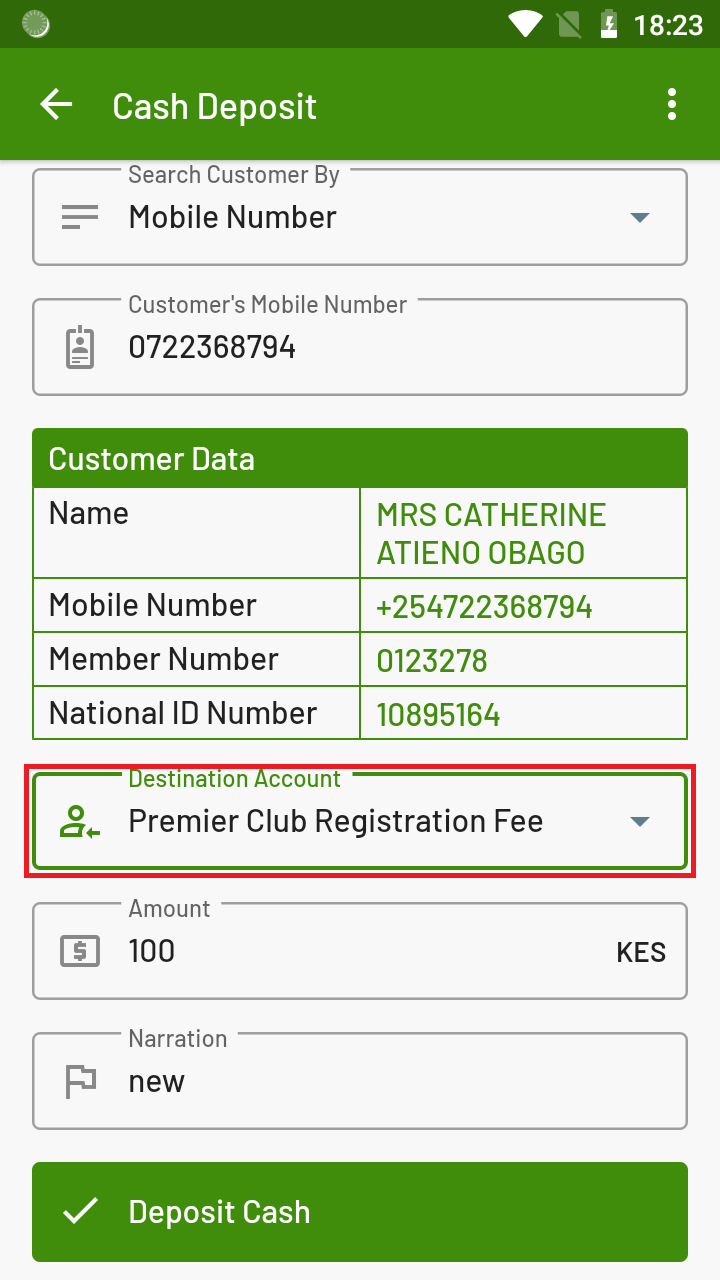 18:23
Cash Deposit
Search Customer By
Mobile Number
Customer's Mobile Number
0722368794
Customer Data
Name
MRS CATHERINE
ATIENO OBAGO
Mobile Number
+254722368794
Member Number
0123278
National ID Number
10895164
Destination Account
Premier Club Registration Fee
Amount
100
KES
Narration
new
Deposit Cash